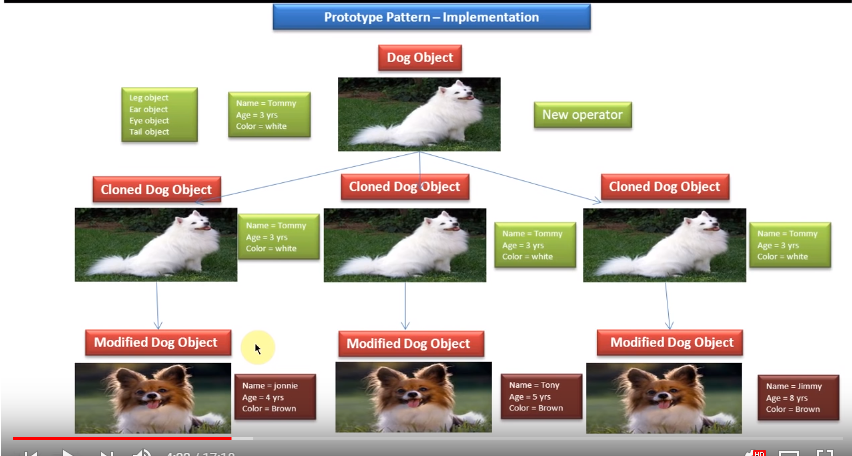 Prototype Pattern – Implementation
Dog Object
Leg object
Ear object
Eye object
Tail object
Name = Tommy
Age = 3 yrs
Color = white
New operator
Cloned Dog Object
Cloned Dog Object
Cloned Dog Object
Name = Tommy
Age = 3 yrs
Color = white
Name = Tommy
Age = 3 yrs
Color = white
Name = Tommy
Age = 3 yrs
Color = white
Modified Dog Object
Modified Dog Object
Modified Dog Object
Name = jonnie
Age = 4 yrs
Color = Brown
Name = Tony
Age = 5 yrs
Color = Brown
Name = Jimmy
Age = 8 yrs
Color = Brown
HD